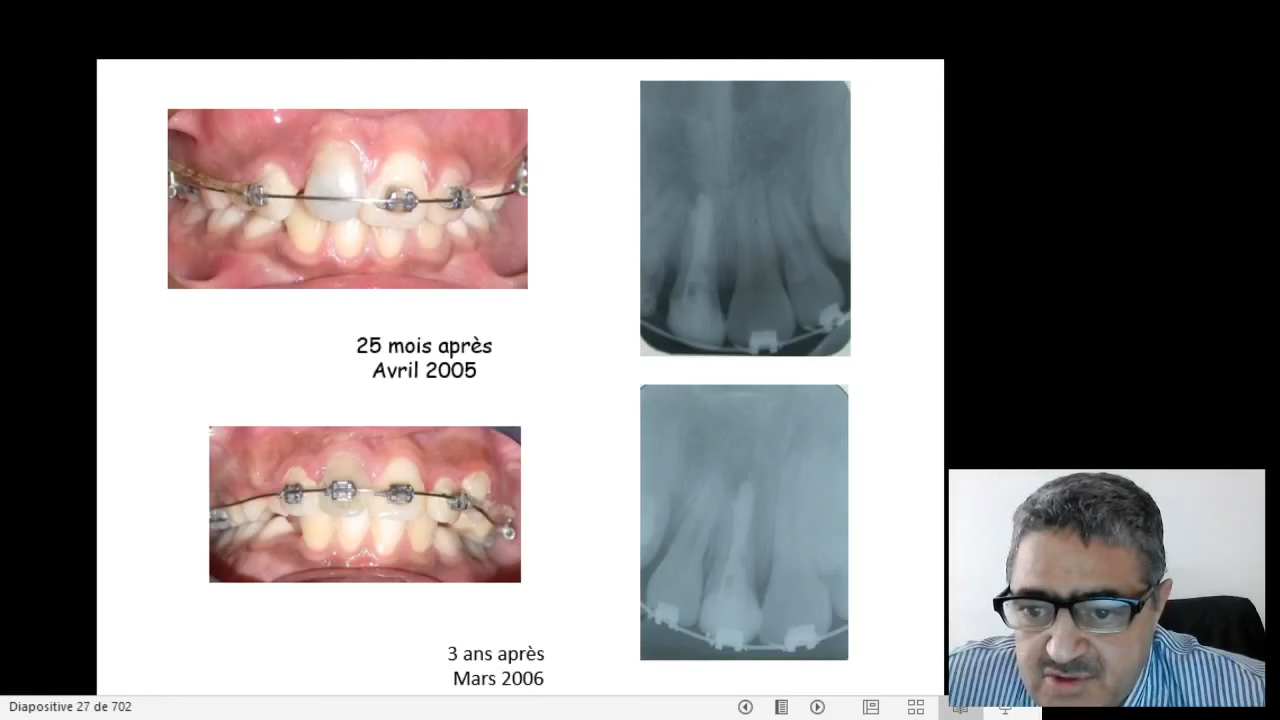 25 mois après
Avril 2005
3 ans après
Mars 2006
Diapositive 27 de 702